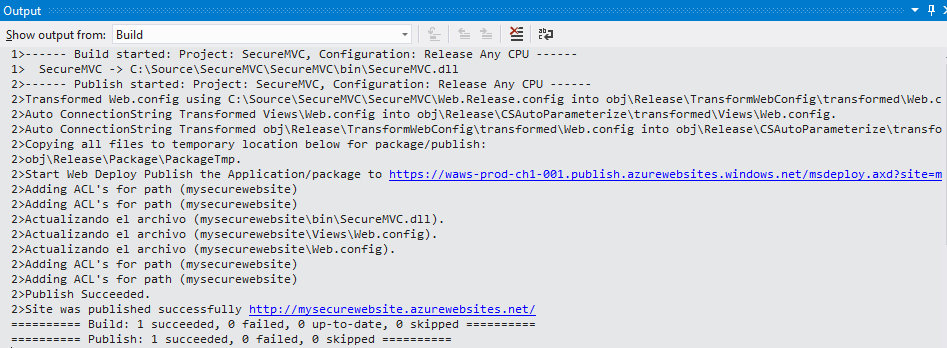 Output
Show output from: Build
1>------ Build started: Project: SecureMVC, Configuration: Release Any CPU ------
1>  SecureMVC -> C:\Source\SecureMVC\SecureMVC\bin\SecureMVC.dll
2>------ Publish started: Project: SecureMVC, Configuration: Release Any CPU ------
2>Transformed Web.config using C:\Source\SecureMVC\SecureMVC\Web.Release.config into obj\Release\TransformWebConfig\transformed\Web.c
2>Auto ConnectionString Transformed Views\Web.config into obj\Release\CSAutoParameterize\transformed\Views\Web.config.
2>Auto ConnectionString Transformed obj\Release\TransformWebConfig\transformed\Web.config into obj\Release\CSAutoParameterize\transfo
2>Copying all files to temporary location below for package/publish:
2>obj\Release\Package\PackageTmp.
2>Start Web Deploy Publish the Application/package to https://waws-prod-ch1-001.publish.azurewebsites.windows.net/msdeploy.axd?site=m
2>Adding ACL's for path (mysecurewebsite)
2>Adding ACL's for path (mysecurewebsite)
2>Actualizando el archivo (mysecurewebsite\bin\SecureMVC.dll).
2>Actualizando el archivo (mysecurewebsite\Views\Web.config).
2>Actualizando el archivo (mysecurewebsite\Web.config).
2>Adding ACL's for path (mysecurewebsite)
2>Adding ACL's for path (mysecurewebsite)
2>Publish Succeeded.
2>Site was published successfully http://mysecurewebsite.azurewebsites.net/
========== Build: 1 succeeded, 0 failed, 0 up-to-date, 0 skipped ==========
========== Publish: 1 succeeded, 0 failed, 0 skipped ==========